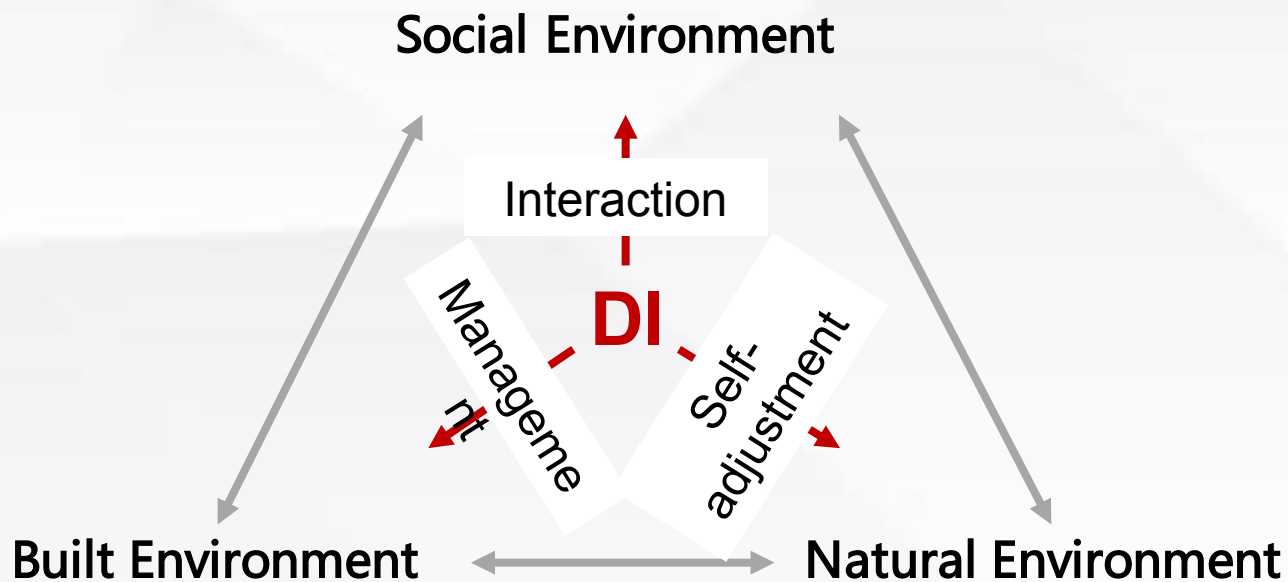 Social Environment
Interaction
DI
Manageme
nt
Self-
adjustment
Built Environment
Natural Environment